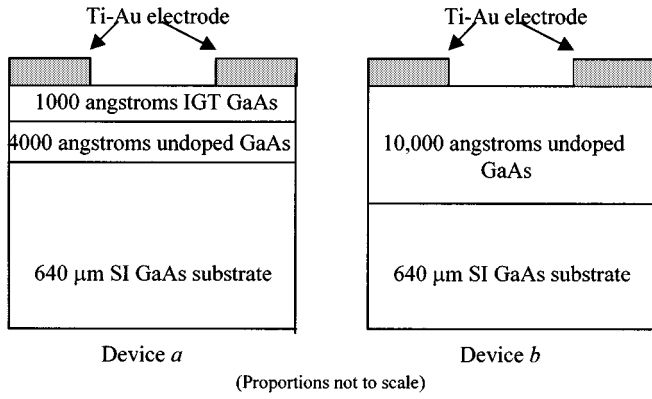 Ti-Au electrode
1000 angstroms IGT GaAs
4000 angstroms undoped GaAs
640 μm SI GaAs substrate
Device a
Ti-Au electrode
10,000 angstroms undoped
GaAs
640 μm SI GaAs substrate
Device b
(Proportions not to scale)